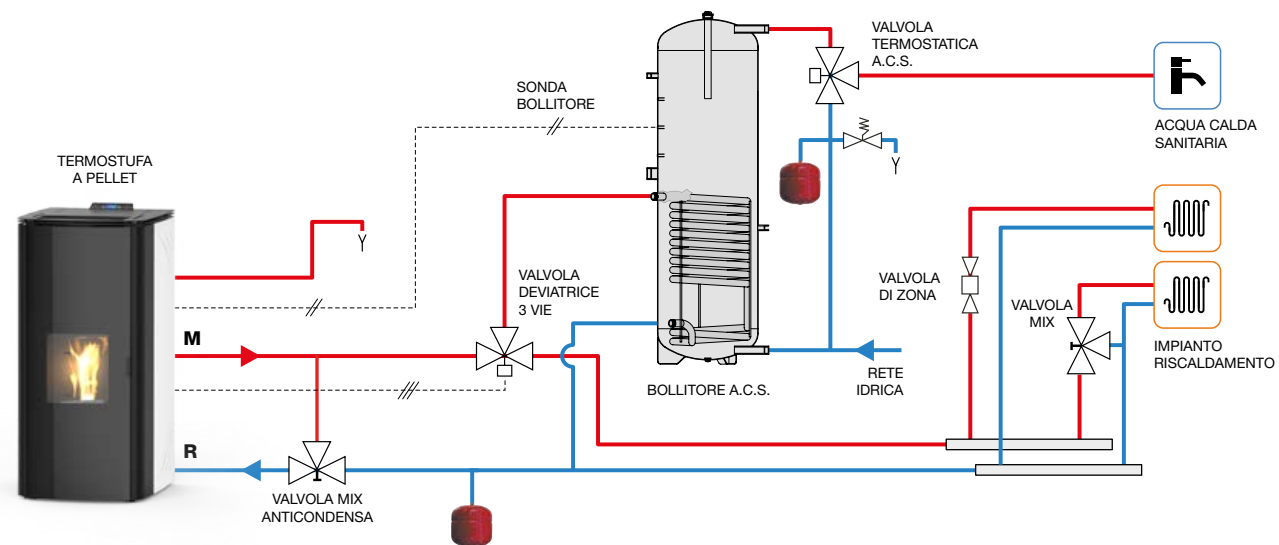 VALVOLA
TERMOSTATICA
A.C.S.
SONDA
BOLLITORE
ACQUA CALDA
SANITARIA
TERMOSTUFA
A PELLET
VALVOLA
DEVIATRICE
3 VIE
VALVOLA
DI ZONA
VALVOLA
MIX
M
IMPIANTO
RISCALDAMENTO
RETE
IDRICA
BOLLITORE A.C.S.
R
VALVOLA MIX
ANTICONDENSA